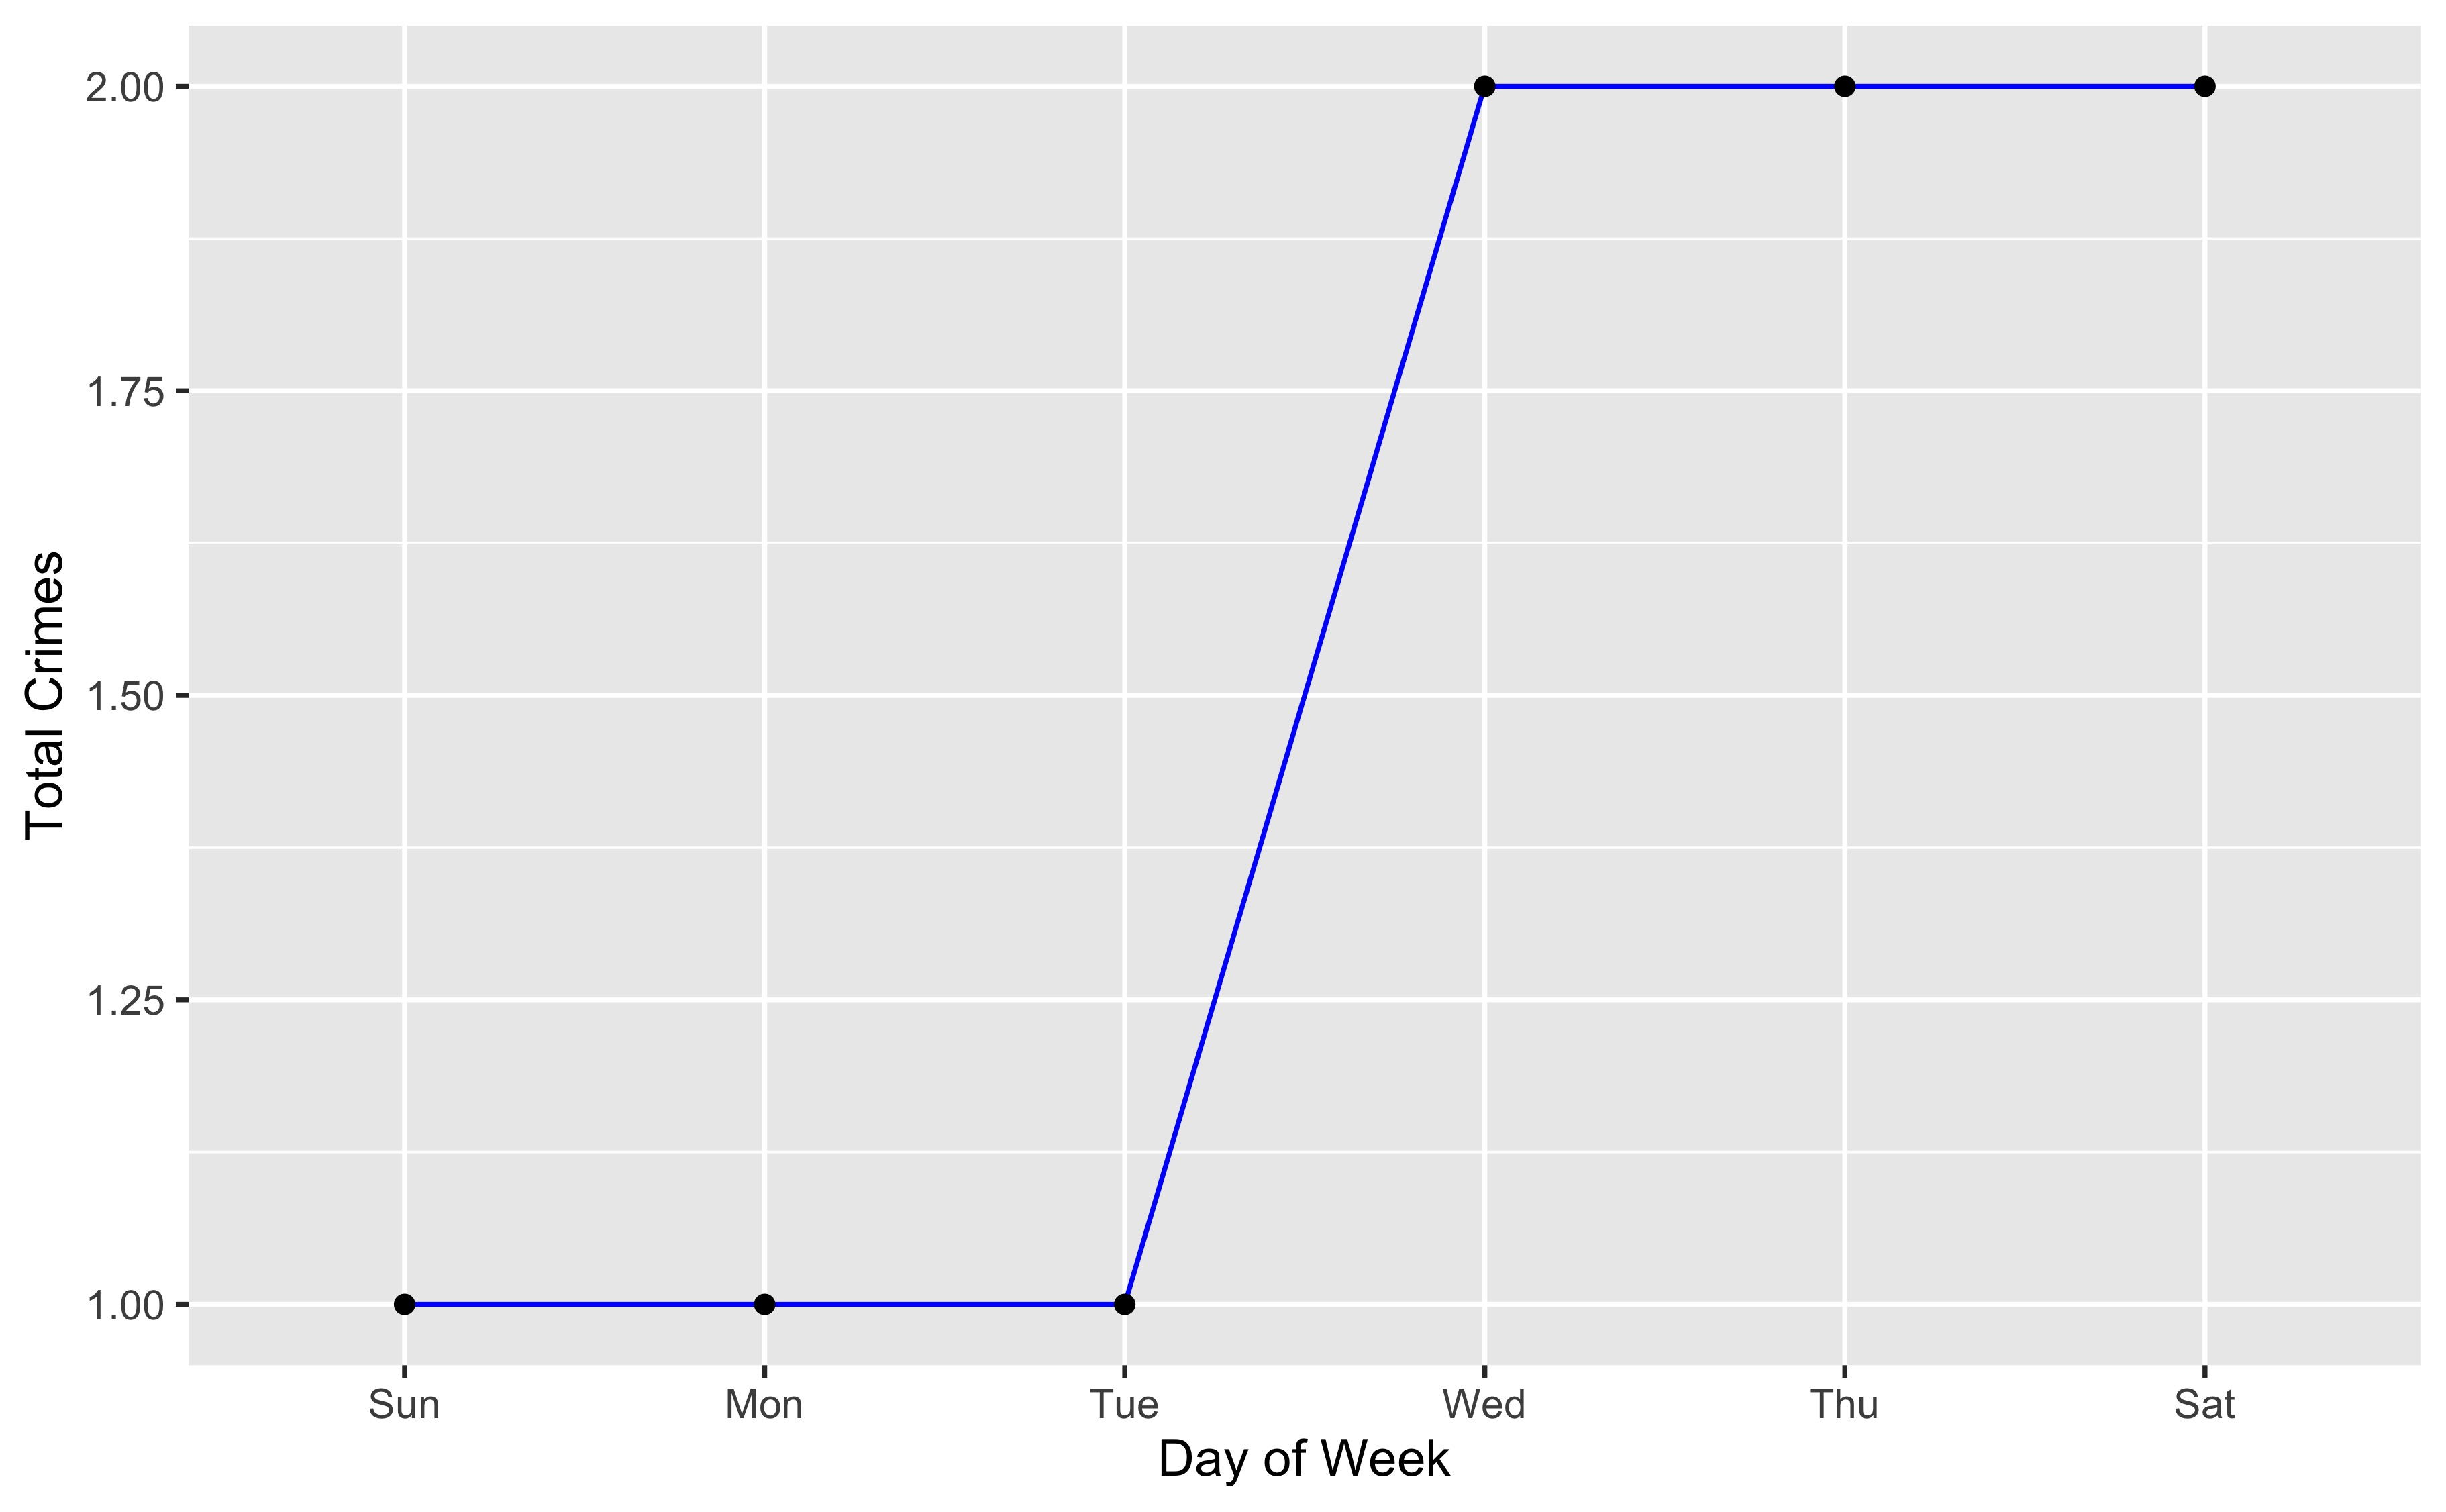 2.00
1.75
1.50
1.25
1.00
Total Crimes
Sun Mon Tue Wed Thu Sat
Day of Week